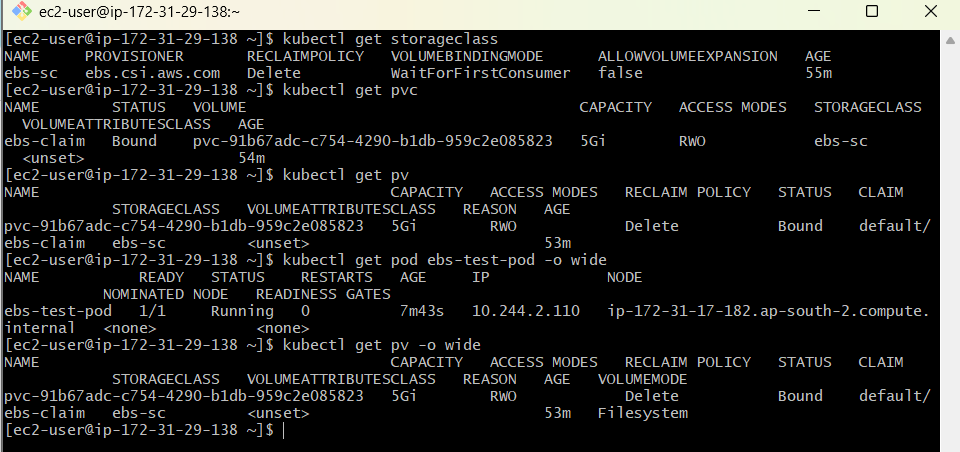 ec2-user@ip-172-31-29-138:~
[ec2-user@ip-172-31-29-138 ~]$ kubectl get storageclass
NAME     PROVISIONER       RECLAIMPOLICY   VOLUMEBINDINGMODE      ALLOWVOLUMEEXPANSION   AGE
ebs-sc   ebs.csi.aws.com   Delete          WaitForFirstConsumer   false                  55m
[ec2-user@ip-172-31-29-138 ~]$ kubectl get pvc
NAME        STATUS   VOLUME                                     CAPACITY   ACCESS MODES   STORAGECLASS
  VOLUMEATTRIBUTESCLASS   AGE
ebs-claim   Bound    pvc-91b67adc-c754-4290-b1db-959c2e085823   5Gi        RWO            ebs-sc
  <unset>                 54m
[ec2-user@ip-172-31-29-138 ~]$ kubectl get pv
NAME                                       CAPACITY   ACCESS MODES   RECLAIM POLICY   STATUS   CLAIM
            STORAGECLASS   VOLUMEATTRIBUTESCLASS   REASON   AGE
pvc-91b67adc-c754-4290-b1db-959c2e085823   5Gi        RWO            Delete           Bound    default/
ebs-claim   ebs-sc         <unset>                          53m
[ec2-user@ip-172-31-29-138 ~]$ kubectl get pod ebs-test-pod -o wide
NAME           READY   STATUS    RESTARTS   AGE     IP             NODE
           NOMINATED NODE   READINESS GATES
ebs-test-pod   1/1     Running   0          7m43s   10.244.2.110   ip-172-31-17-182.ap-south-2.compute.
internal   <none>           <none>
[ec2-user@ip-172-31-29-138 ~]$ kubectl get pv -o wide
NAME                                       CAPACITY   ACCESS MODES   RECLAIM POLICY   STATUS   CLAIM
            STORAGECLASS   VOLUMEATTRIBUTESCLASS   REASON   AGE   VOLUMEMODE
pvc-91b67adc-c754-4290-b1db-959c2e085823   5Gi        RWO            Delete           Bound    default/
ebs-claim   ebs-sc         <unset>                          53m   Filesystem
[ec2-user@ip-172-31-29-138 ~]$